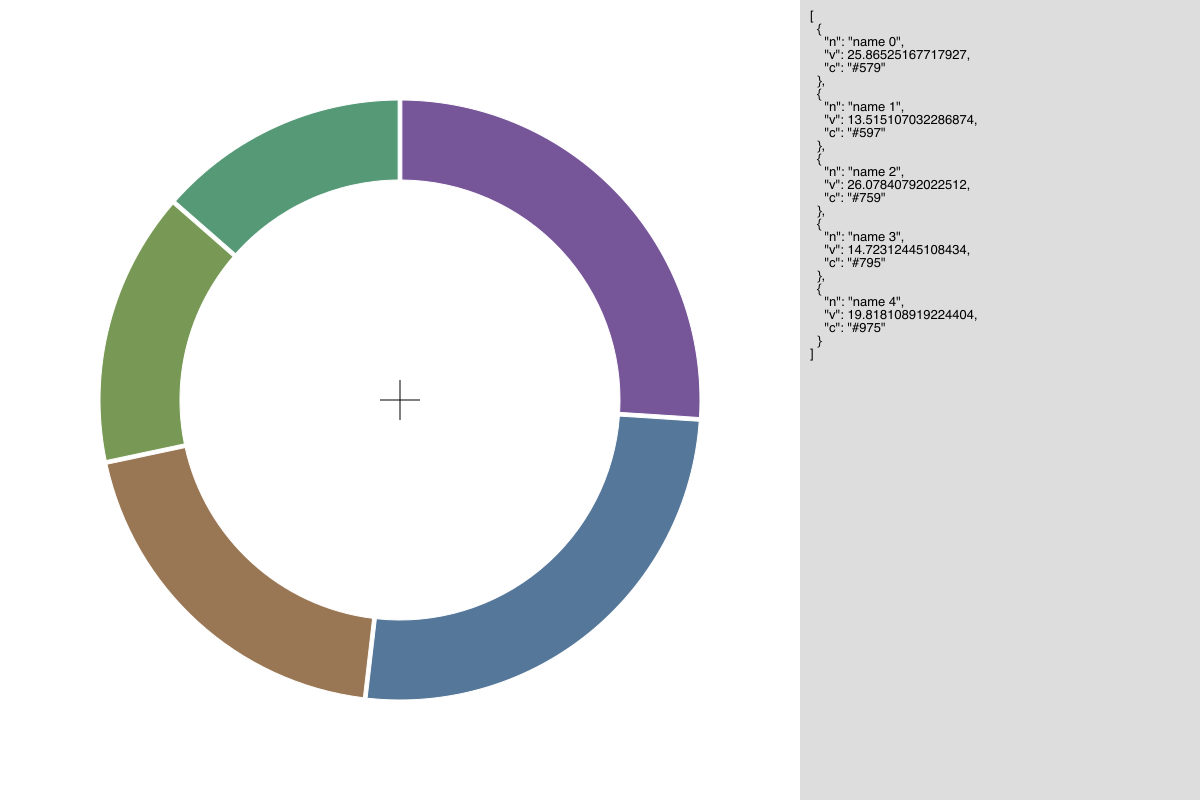 [
  {
    "n": "name 0",
    "v": 25.86525167717927,
    "c": "#579"
  },
  {
    "n": "name 1",
    "v": 13.515107032286874,
    "c": "#597"
  },
  {
    "n": "name 2",
    "v": 26.07840792022512,
    "c": "#759"
  },
  {
    "n": "name 3",
    "v": 14.72312445108434,
    "c": "#795"
  },
  {
    "n": "name 4",
    "v": 19.818108919224404,
    "c": "#975"
  }
]